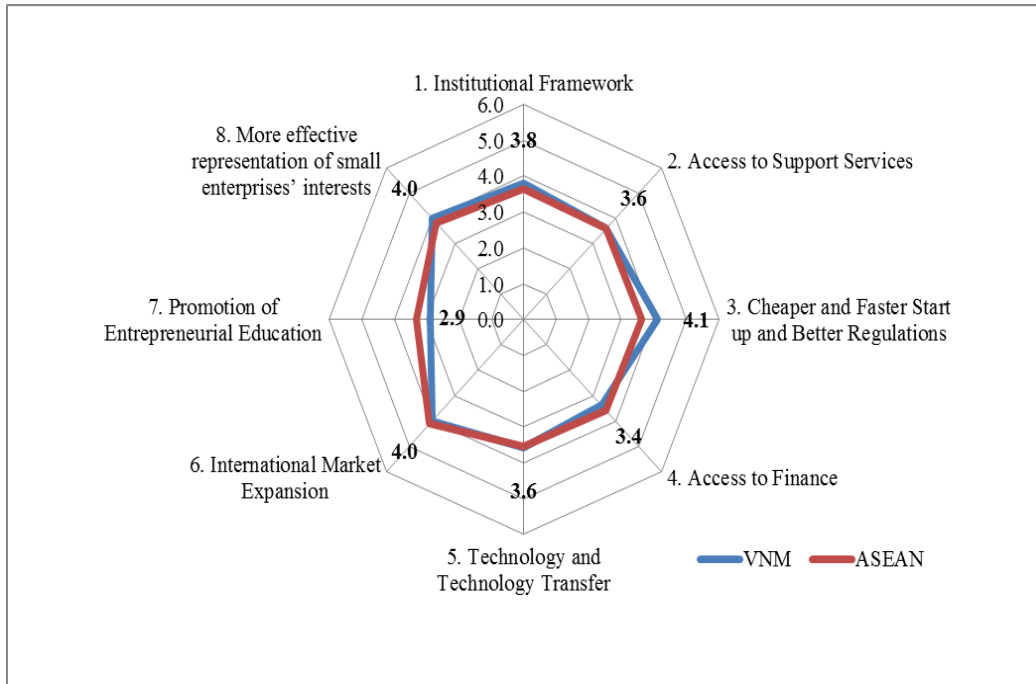 1. Institutional Framework
6.0
5.0
4.0
3.0
2.0
1.0
0.0
3.8
2. Access to Support Services
3.6
3. Cheaper and Faster Start
up and Better Regulations
4.1
4. Access to Finance
3.4
5. Technology and
Technology Transfer
3.6
6. International Market
Expansion
4.0
7. Promotion of
Entrepreneurial Education
2.9
8. More effective
representation of small
enterprises’ interests
4.0
VNM
ASEAN